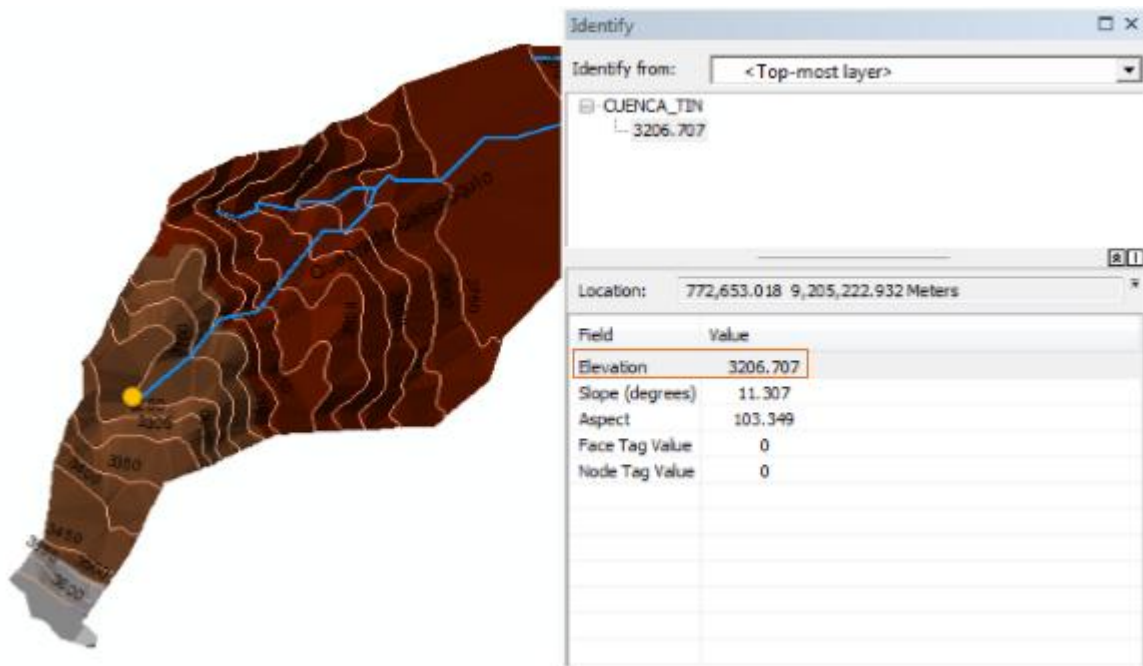 Identify
Identify from: <Top-most layer>
CUENCA_TIN
3206.707
Location: 772,653.018 9,205,222.932 Meters
Field Value
Elevation 3206.707
Slope (degrees) 11.307
Aspect 103.349
Face Tag Value 0
Node Tag Value 0
3350
3450